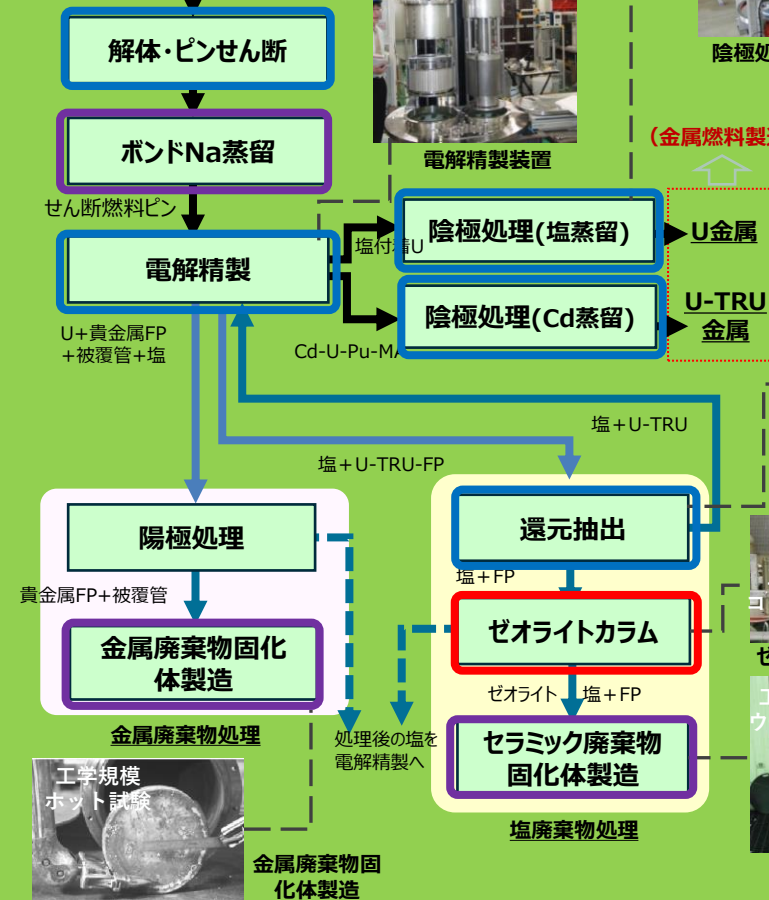 解体・ピンせん断
陰極処
ボンドNa蒸留
電解精製装置
(金属燃料製
せん断燃料ピン
陰極処理(塩蒸留)
U金属
塩付着U
電解精製
陰極処理(Cd蒸留)
U-TRU
金属
U+貴金属FP
+被覆管+塩
Cd-U-Pu-MA
塩+U-TRU
塩+U-TRU-FP
陽極処理
還元抽出
塩+FP
貴金属FP+被覆管
ゼオライトカラム
金属廃棄物固化
体製造
ゼオライト
塩+FP
金属廃棄物処理
処理後の塩を
電解精製へ
セラミック廃棄物
固化体製造
工学規模
ホット試験
塩廃棄物処理
金属廃棄物固
化体製造